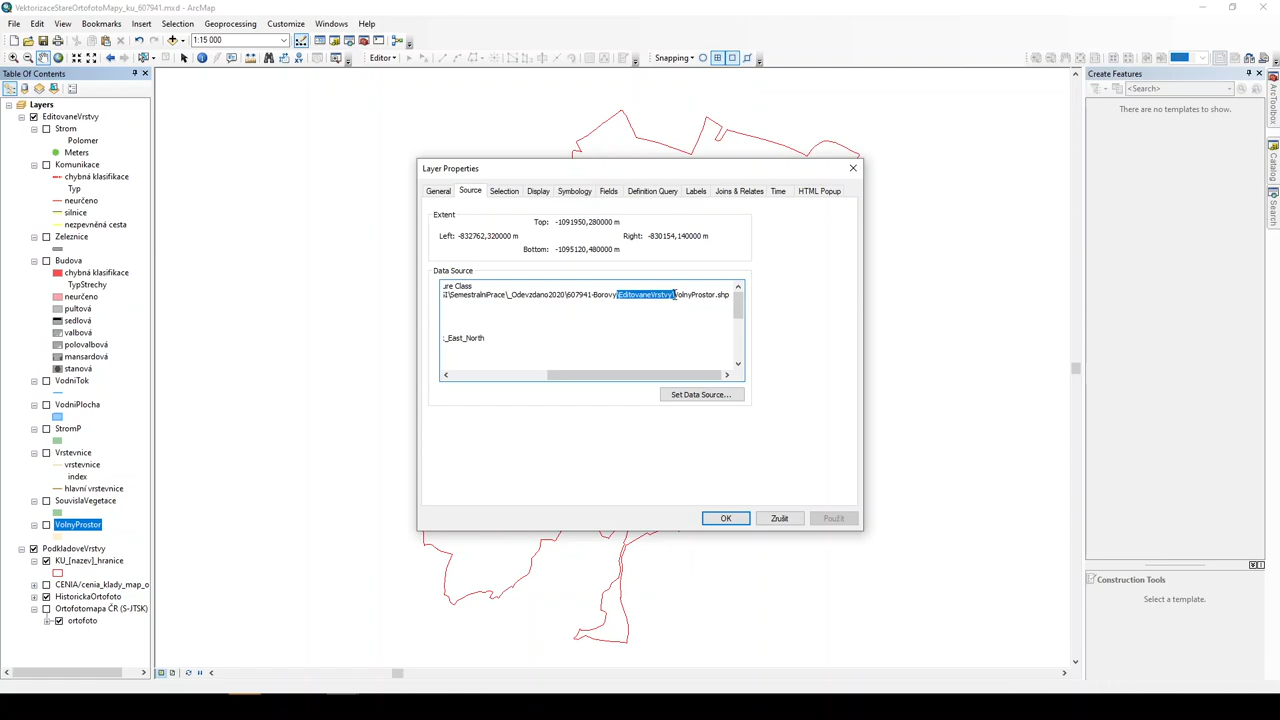 VektorizaceStareOrtofotoMapy_ku_607941.mxd - ArcMap
File Edit View Bookmarks Insert Selection Geoprocessing Customize Windows Help
1:15 000
Editor
Snapping
Table Of Contents
Layers
EditovaneVrstvy
Strom
Polomer
Meters
Komunikace
chybná klasifikace
Typ
neurčeno
silnice
nezpevněná cesta
Zeleznice
Budova
chybná klasifikace
TypStrechy
neurčeno
pultová
sedlová
valbová
polovalbová
mansardová
stanová
VodniTok
VodniPlocha
StromP
Vrstevnice
vrstevnice
index
hlavní vrstevnice
SouvislaVegetace
VolnyProstor
PodkladoveVrstvy
KU_[nazev]_hranice
CENIA/cenia_klady_map_o
HistorickaOrtofoto
Ortofotomapa ČR (S-JTSK)
ortofoto
Layer Properties
General Source Selection Display Symbology Fields Definition Query Labels Joins & Relates Time HTML Popup
Extent
Top: -1091950,280000 m
Left: -832762,320000 m Right: -830154,140000 m
Bottom: -1095120,480000 m
Data Source
ure Class
\SemestralniPrace\_Odevzdano2020\607941-Borovy\EditovaneVrstvy\VolnyProstor.shp
_East_North
Set Data Source...
OK Zrušit Použít
Create Features
<Search>
There are no templates to show.
Construction Tools
Select a template.
ArcToolbox
Catalog
Search